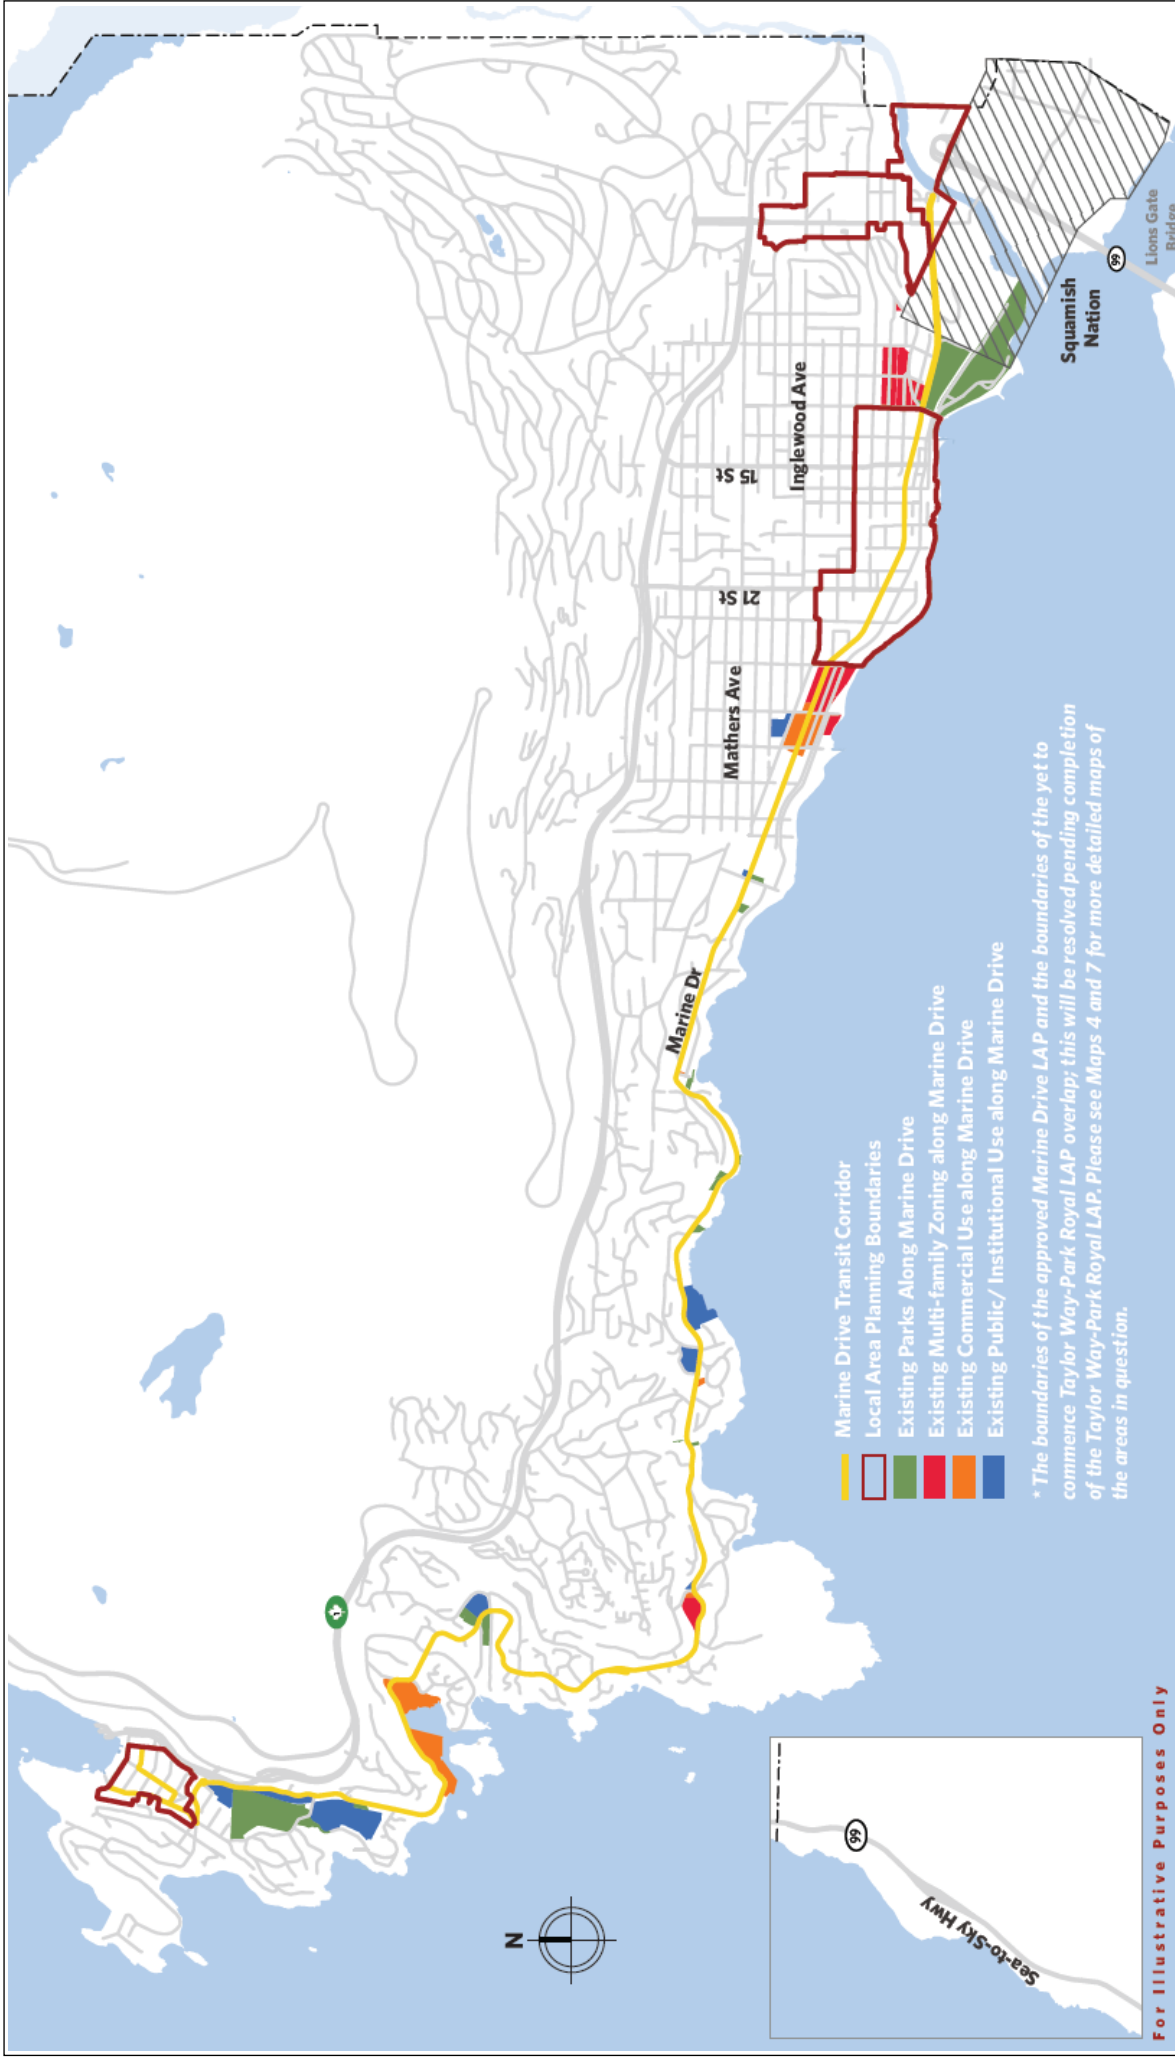 Marine Drive Transit Corridor
Local Area Planning Boundaries
Existing Parks Along Marine Drive
Existing Multi-family Zoning along Marine Drive
Existing Commercial Use along Marine Drive
Existing Public/ Institutional Use along Marine Drive
* The boundaries of the approved Marine Drive LAP and the boundaries of the yet to
commence Taylor Way-Park Royal LAP overlap; this will be resolved pending completion
of the Taylor Way-Park Royal LAP. Please see Maps 4 and 7 for more detailed maps of
the areas in question.
Marine Dr
Mathers Ave
21 St
15 St
Inglewood Ave
Squamish
Nation
99
Lions Gate
Bridge
1
N
99
Sea-to-Sky Hwy
For Illustrative Purposes Only